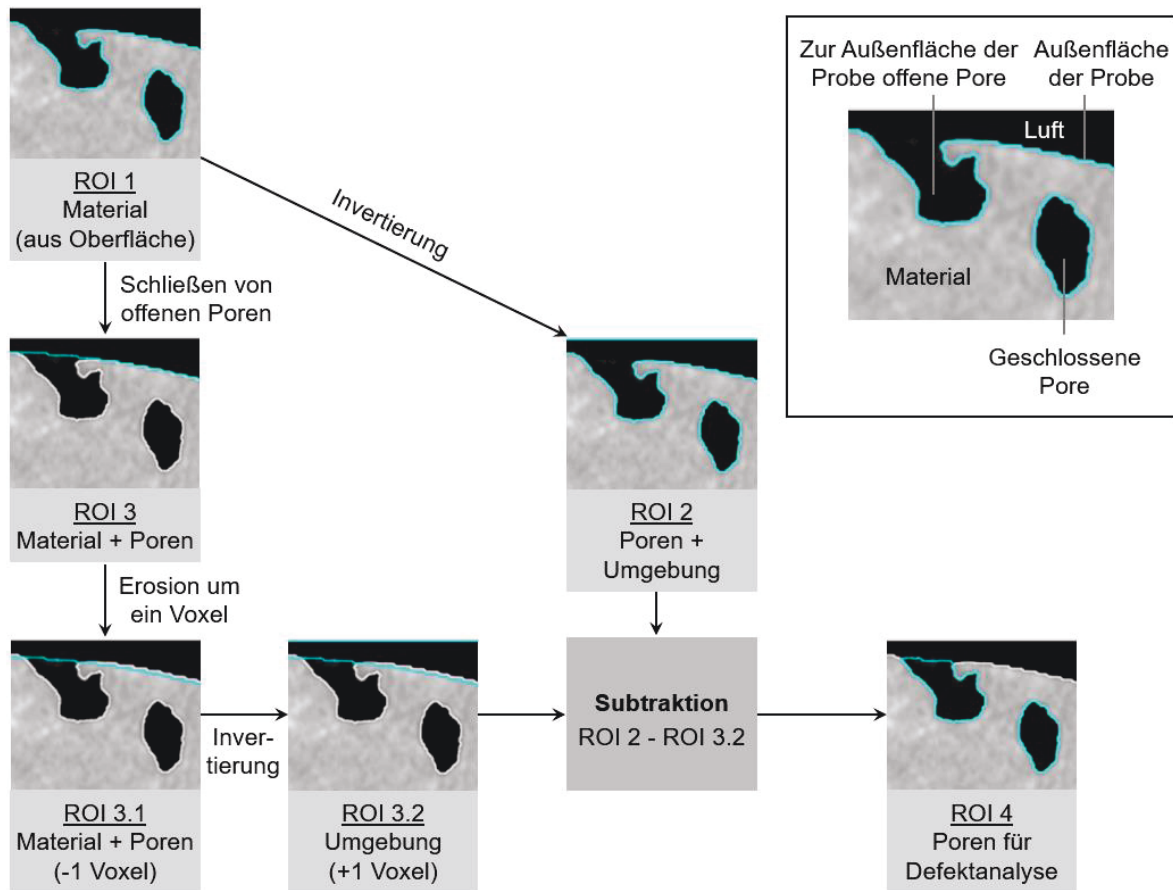 ROI 1
Material
(aus Oberfläche)
Invertierung
Schließen von
offenen Poren
Zur Außenfläche der
Probe offene Pore
Außenfläche
der Probe
Luft
Material
Geschlossene
Pore
ROI 3
Material + Poren
ROI 2
Poren +
Umgebung
Erosion um
ein Voxel
ROI 3.1
Material + Poren
(-1 Voxel)
Inver-
tierung
ROI 3.2
Umgebung
(+1 Voxel)
Subtraktion
ROI 2 - ROI 3.2
ROI 4
Poren für
Defektanalyse